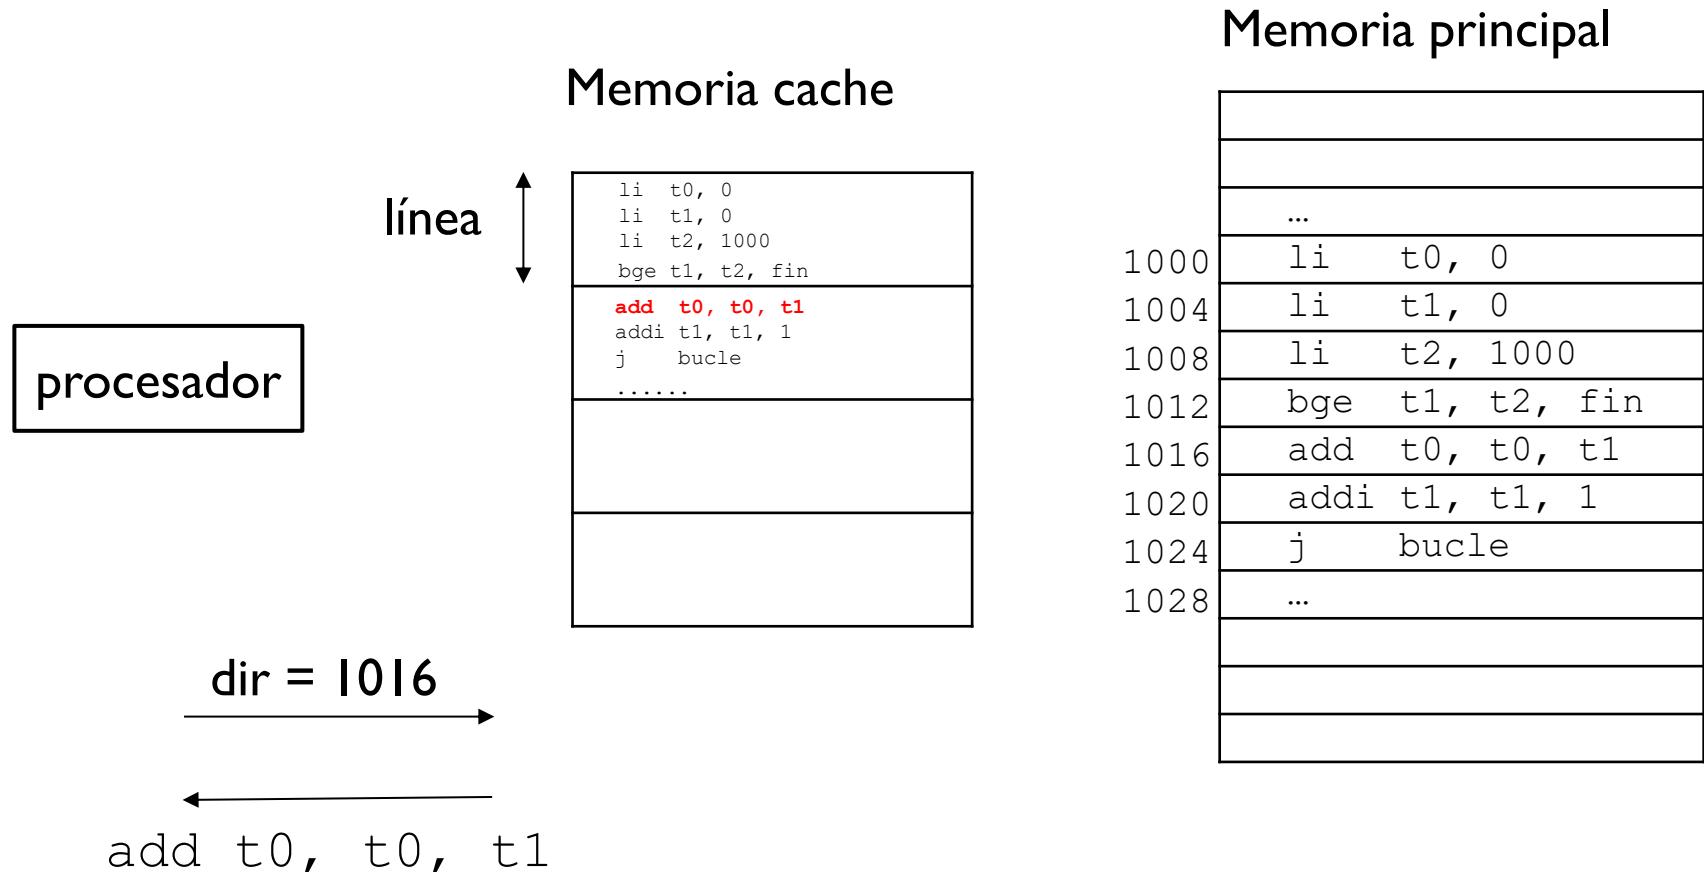 Memoria principal
Memoria cache
línea
procesador
li t0, 0
li t1, 0
li t2, 1000
bge t1, t2, fin
add t0, t0, t1
addi t1, t1, 1
j bucle
......
…
1000 li t0, 0
1004 li t1, 0
1008 li t2, 1000
1012 bge t1, t2, fin
1016 add t0, t0, t1
1020 addi t1, t1, 1
1024 j bucle
1028 …
dir = 1016
add t0, t0, t1